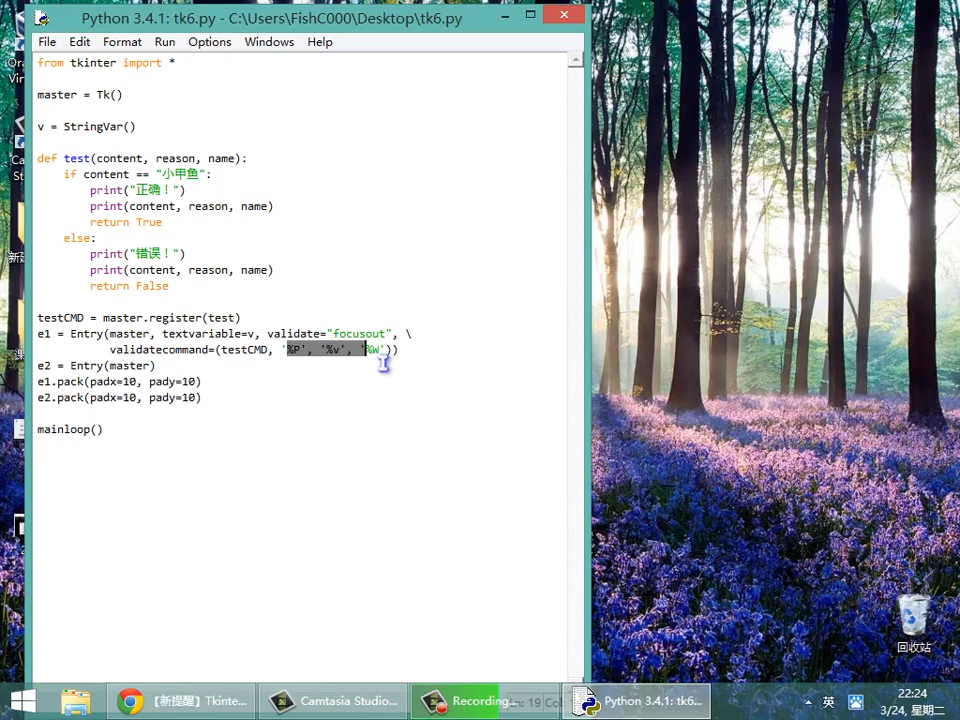 Python 3.4.1: tk6.py - C:\Users\FishC000\Desktop\tk6.py
File Edit Format Run Options Windows Help
from tkinter import *
master = Tk()
v = StringVar()
def test(content, reason, name):
    if content == "小甲鱼":
        print("正确！")
        print(content, reason, name)
        return True
    else:
        print("错误！")
        print(content, reason, name)
        return False
testCMD = master.register(test)
e1 = Entry(master, textvariable=v, validate="focusout", \
           validatecommand=(testCMD, '%P', '%v', '%W'))
e2 = Entry(master)
e1.pack(padx=10, pady=10)
e2.pack(padx=10, pady=10)
mainloop()
回收站
【新提醒】Tkinte...
Camtasia Studio...
Recording...
Python 3.4.1: tk6...
英
22:24
3/24, 星期二